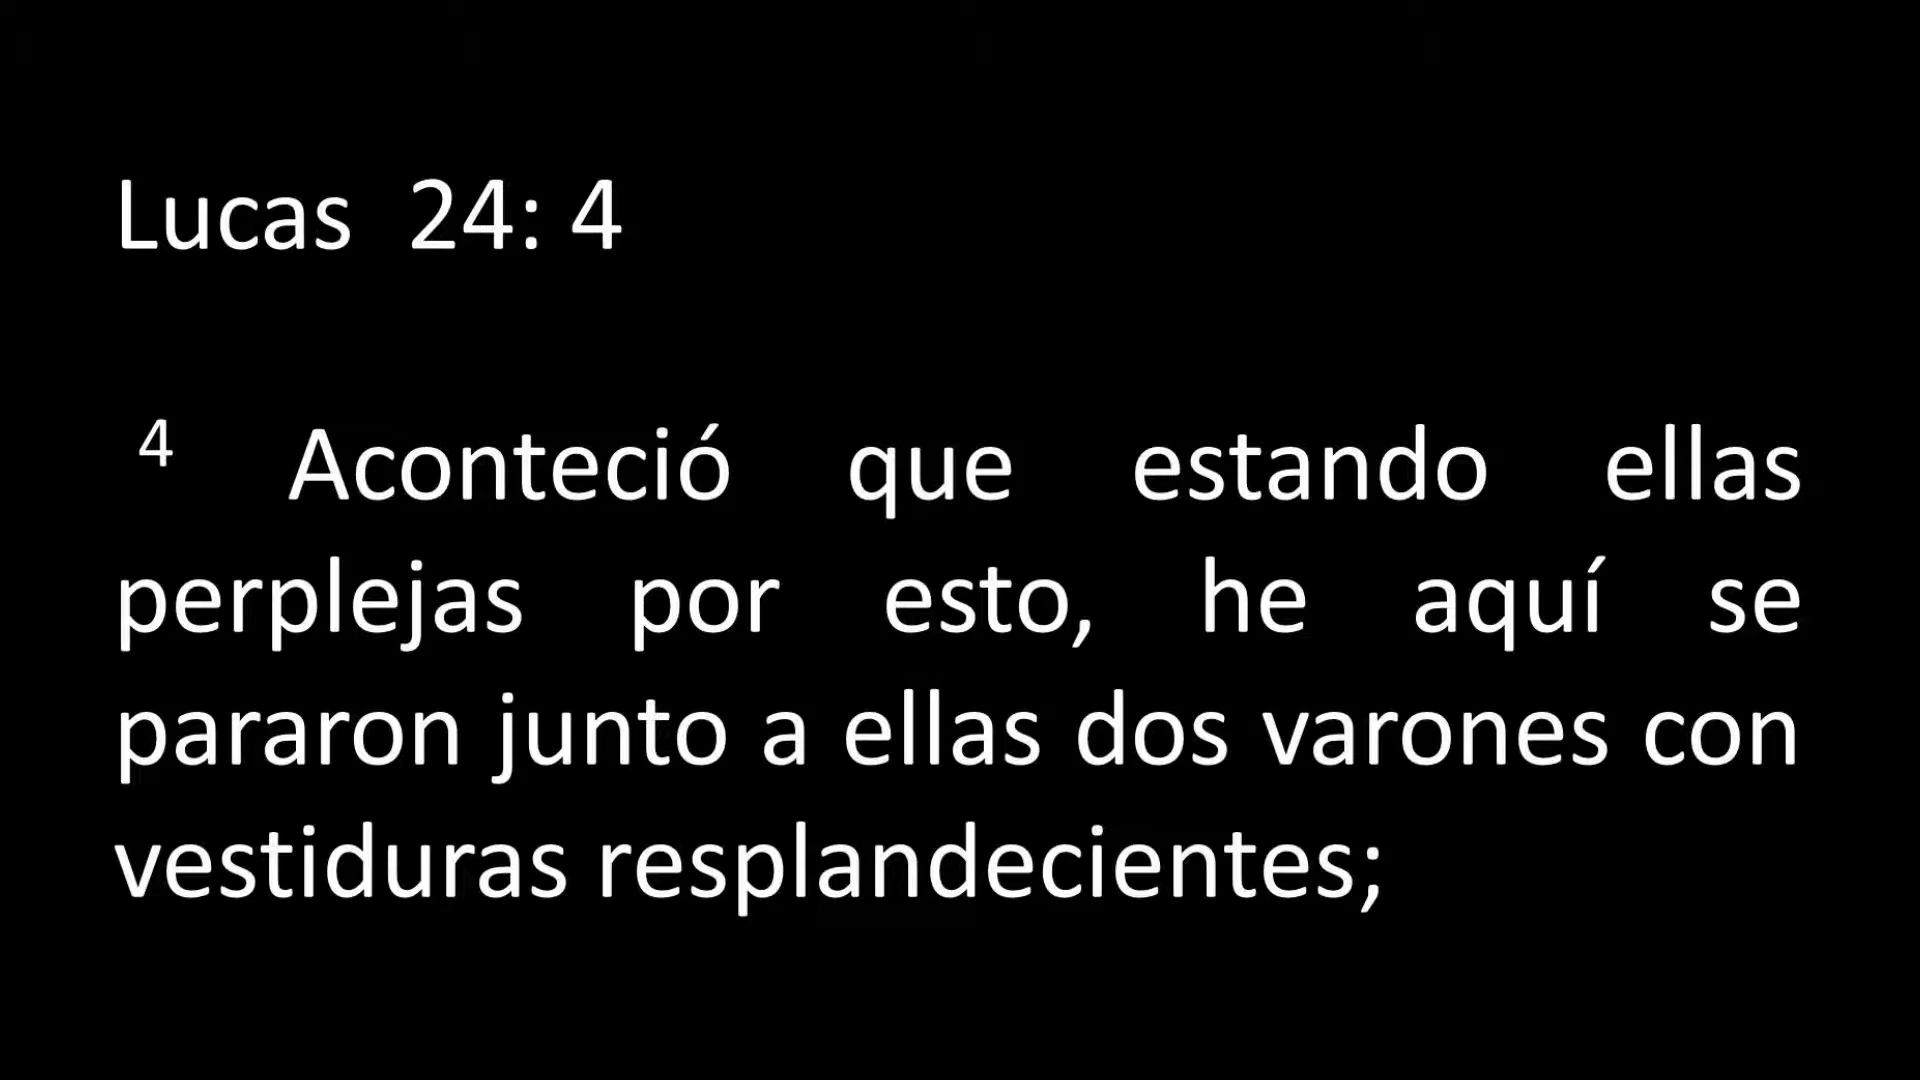 Lucas 24: 4
4 Aconteció que estando ellas
perplejas por esto, he aquí se
pararon junto a ellas dos varones con
vestiduras resplandecientes;